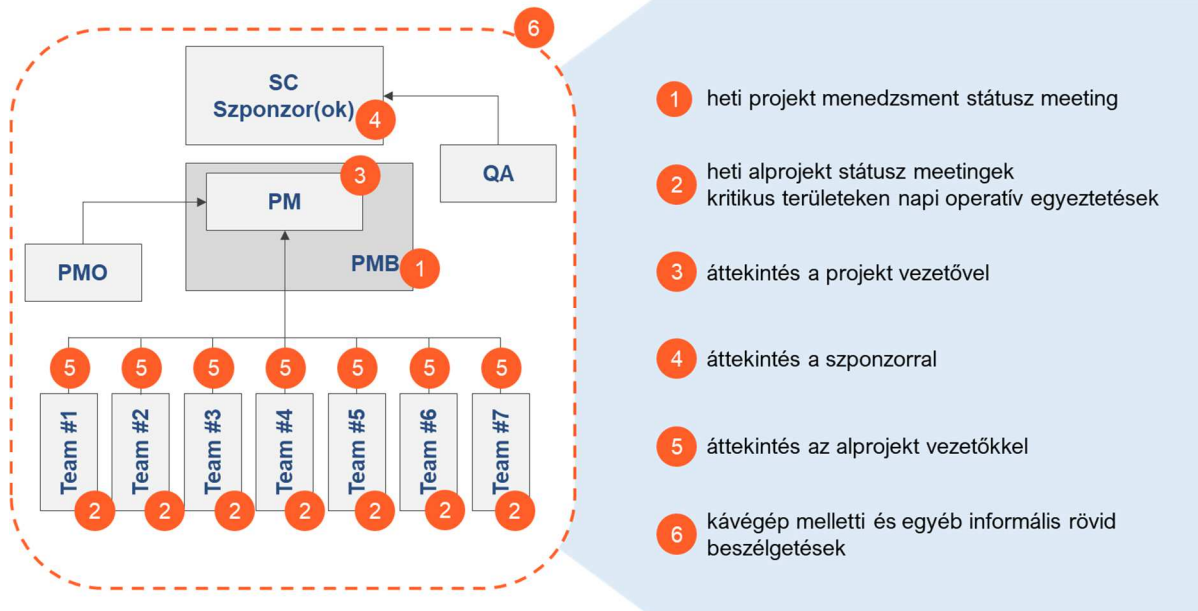 6
SC
Szponzor(ok)
4
QA
3
PM
PMB
1
PMO
5
5
5
5
5
5
5
Team #1
Team #2
Team #3
Team #4
Team #5
Team #6
Team #7
2
2
2
2
2
2
2
1 heti projekt menedzsment státusz meeting
2 heti alprojekt státusz meetingek
kritikus területeken napi operatív egyeztetések
3 áttekintés a projekt vezetővel
4 áttekintés a szponzorral
5 áttekintés az alprojekt vezetőkkel
6 kávégép melletti és egyéb informális rövid
beszélgetések